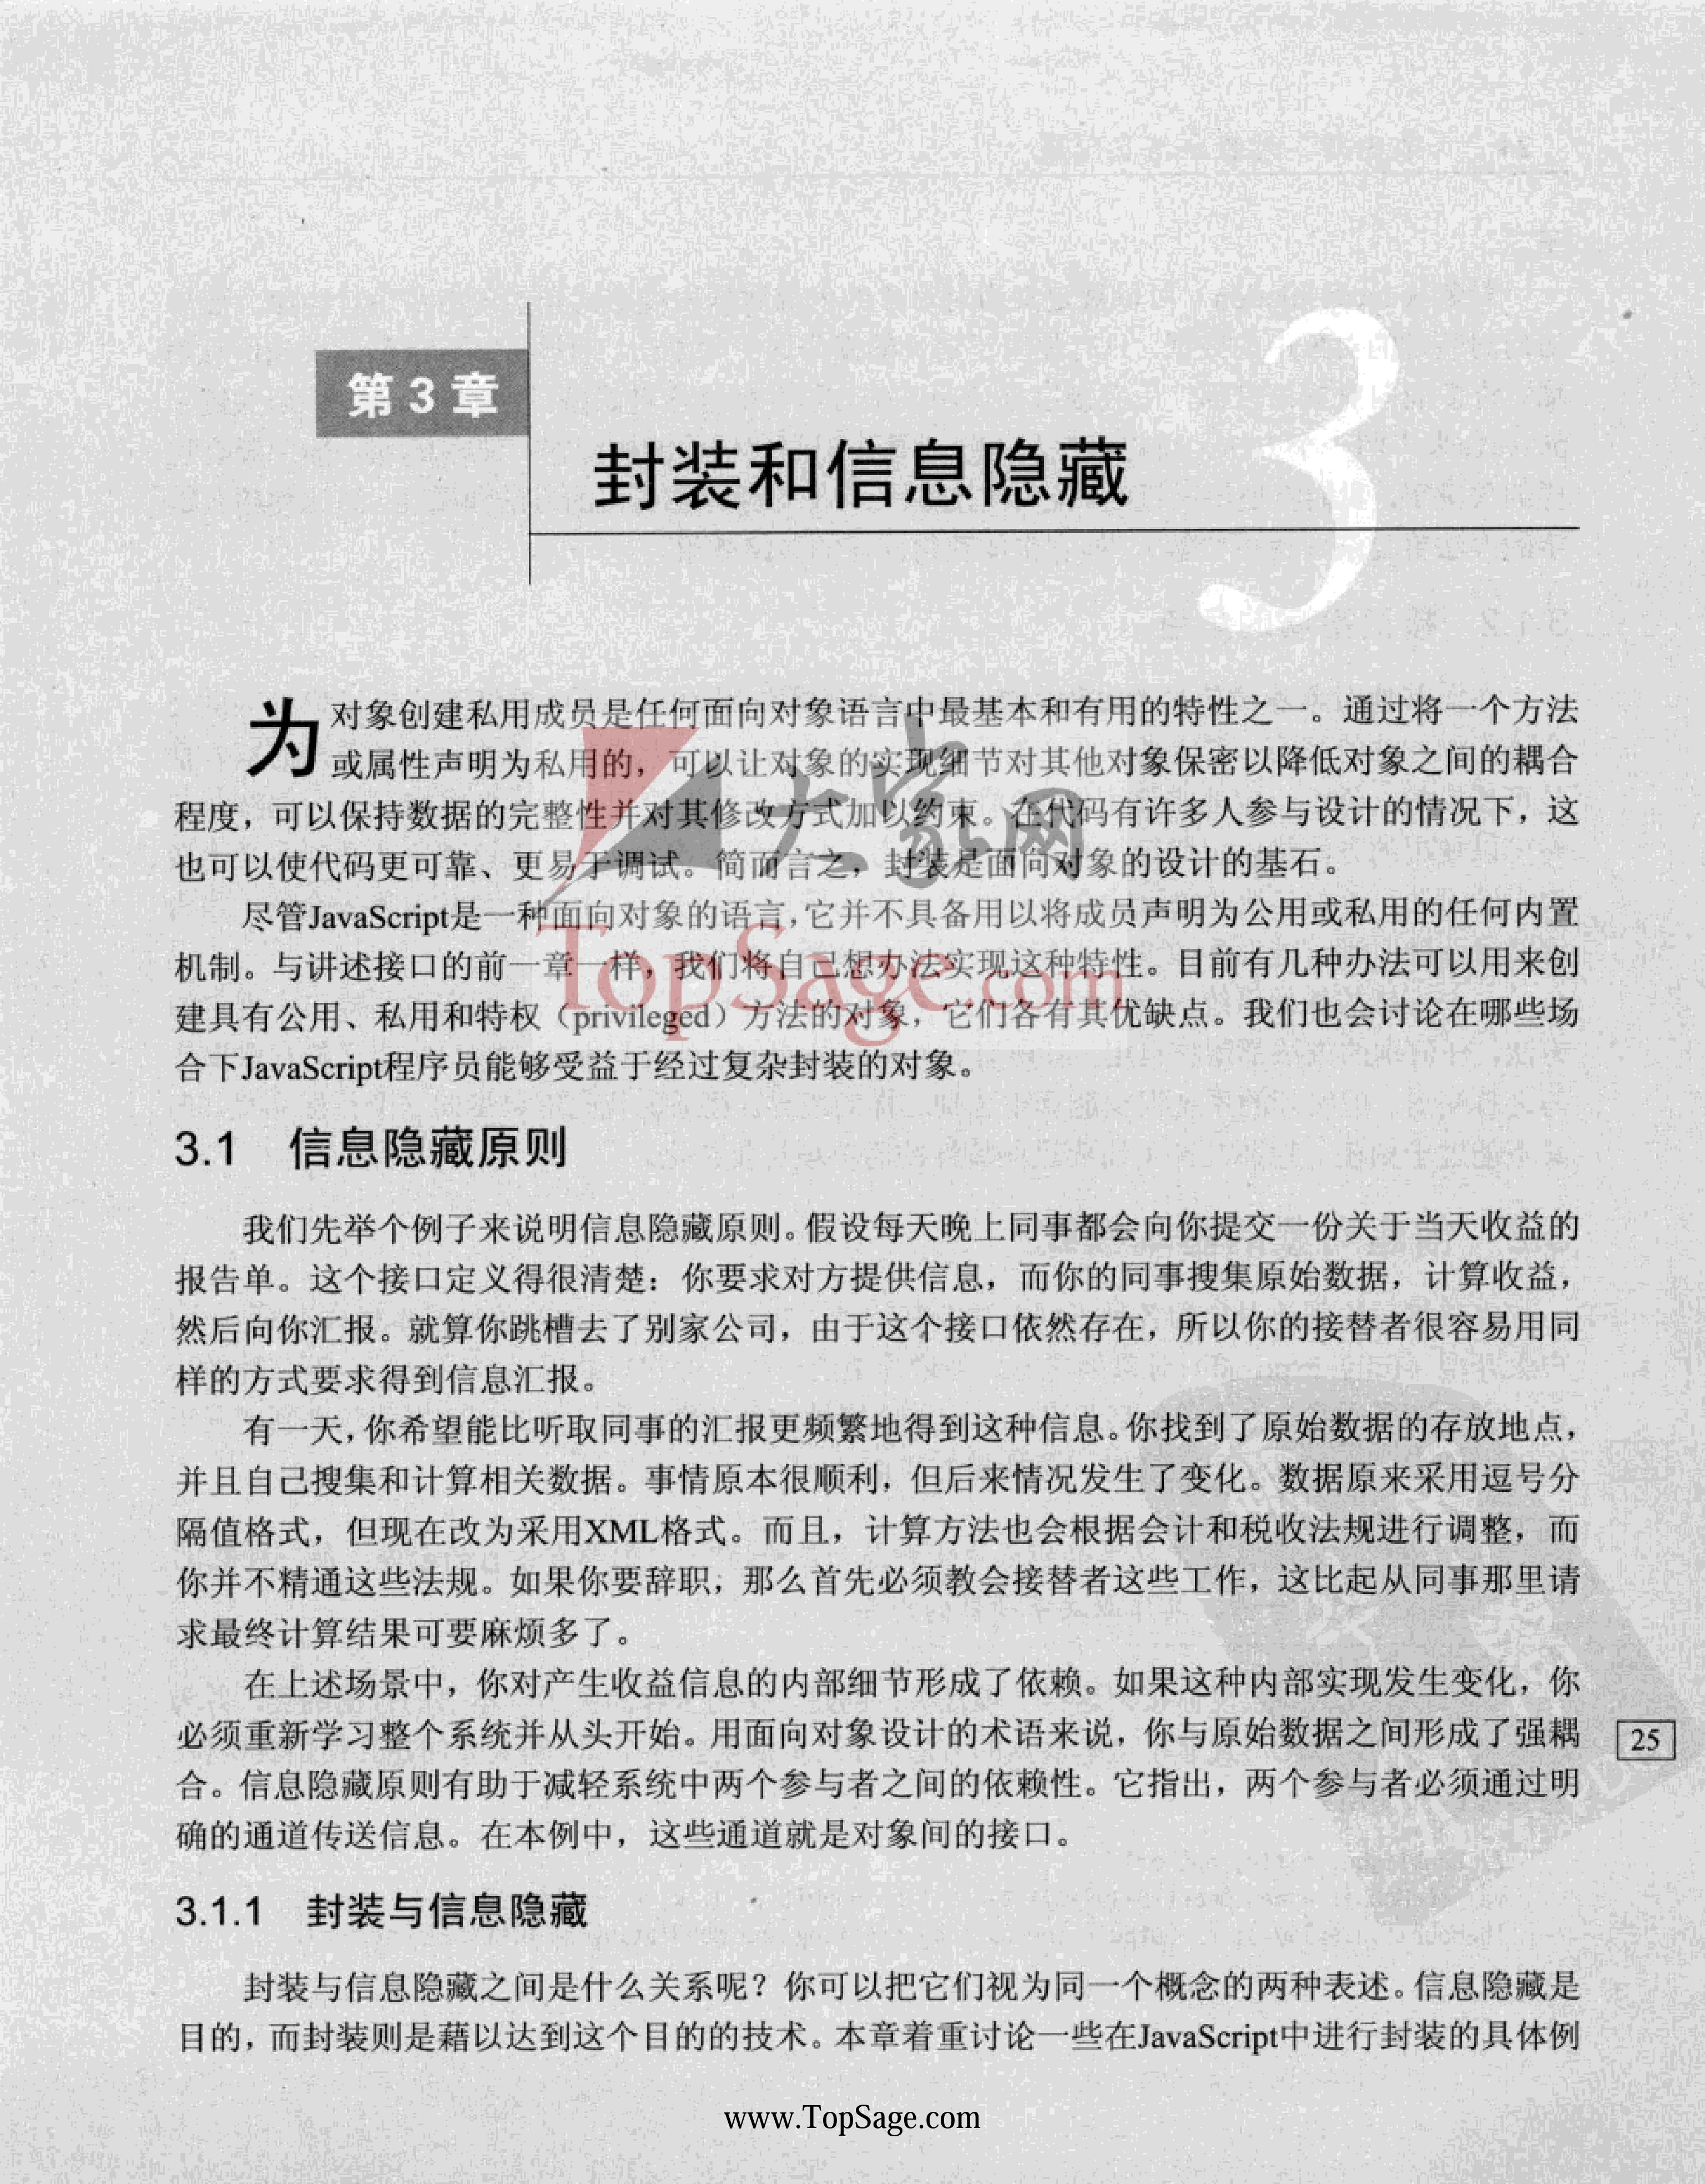 第 3 章
3
封装和信息隐藏
为对象创建私用成员是任何面向对象语言中最基本和有用的特性之一。通过将一个方法
或属性声明为私用的，可以让对象的实现细节对其他对象保密以降低对象之间的耦合
程度，可以保持数据的完整性并对其修改方式加以约束。在代码有许多人参与设计的情况下，这
也可以使代码更可靠、更易于调试。简而言之，封装是面向对象的设计的基石。
尽管JavaScript是一种面向对象的语言，它并不具备用以将成员声明为公用或私用的任何内置
机制。与讲述接口的前一章一样，我们将自己想办法实现这种特性。目前有几种办法可以用来创
建具有公用、私用和特权（privileged）方法的对象，它们各有其优缺点。我们也会讨论在哪些场
合下JavaScript程序员能够受益于经过复杂封装的对象。
大家网
TopSage.com
3.1 信息隐藏原则
我们先举个例子来说明信息隐藏原则。假设每天晚上同事都会向你提交一份关于当天收益的
报告单。这个接口定义得很清楚：你要求对方提供信息，而你的同事搜集原始数据，计算收益，
然后向你汇报。就算你跳槽去了别家公司，由于这个接口依然存在，所以你的接替者很容易用同
样的方式要求得到信息汇报。
有一天，你希望能比听取同事的汇报更频繁地得到这种信息。你找到了原始数据的存放地点，
并且自己搜集和计算相关数据。事情原本很顺利，但后来情况发生了变化。数据原来采用逗号分
隔值格式，但现在改为采用XML格式。而且，计算方法也会根据会计和税收法规进行调整，而
你并不精通这些法规。如果你要辞职，那么首先必须教会接替者这些工作，这比起从同事那里请
求最终计算结果可要麻烦多了。
在上述场景中，你对产生收益信息的内部细节形成了依赖。如果这种内部实现发生变化，你
必须重新学习整个系统并从头开始。用面向对象设计的术语来说，你与原始数据之间形成了强耦
25
合。信息隐藏原则有助于减轻系统中两个参与者之间的依赖性。它指出，两个参与者必须通过明
确的通道传送信息。在本例中，这些通道就是对象间的接口。
3.1.1 封装与信息隐藏
封装与信息隐藏之间是什么关系呢？你可以把它们视为同一个概念的两种表述。信息隐藏是
目的，而封装则是藉以达到这个目的的技术。本章着重讨论一些在JavaScript中进行封装的具体例
www.TopSage.com